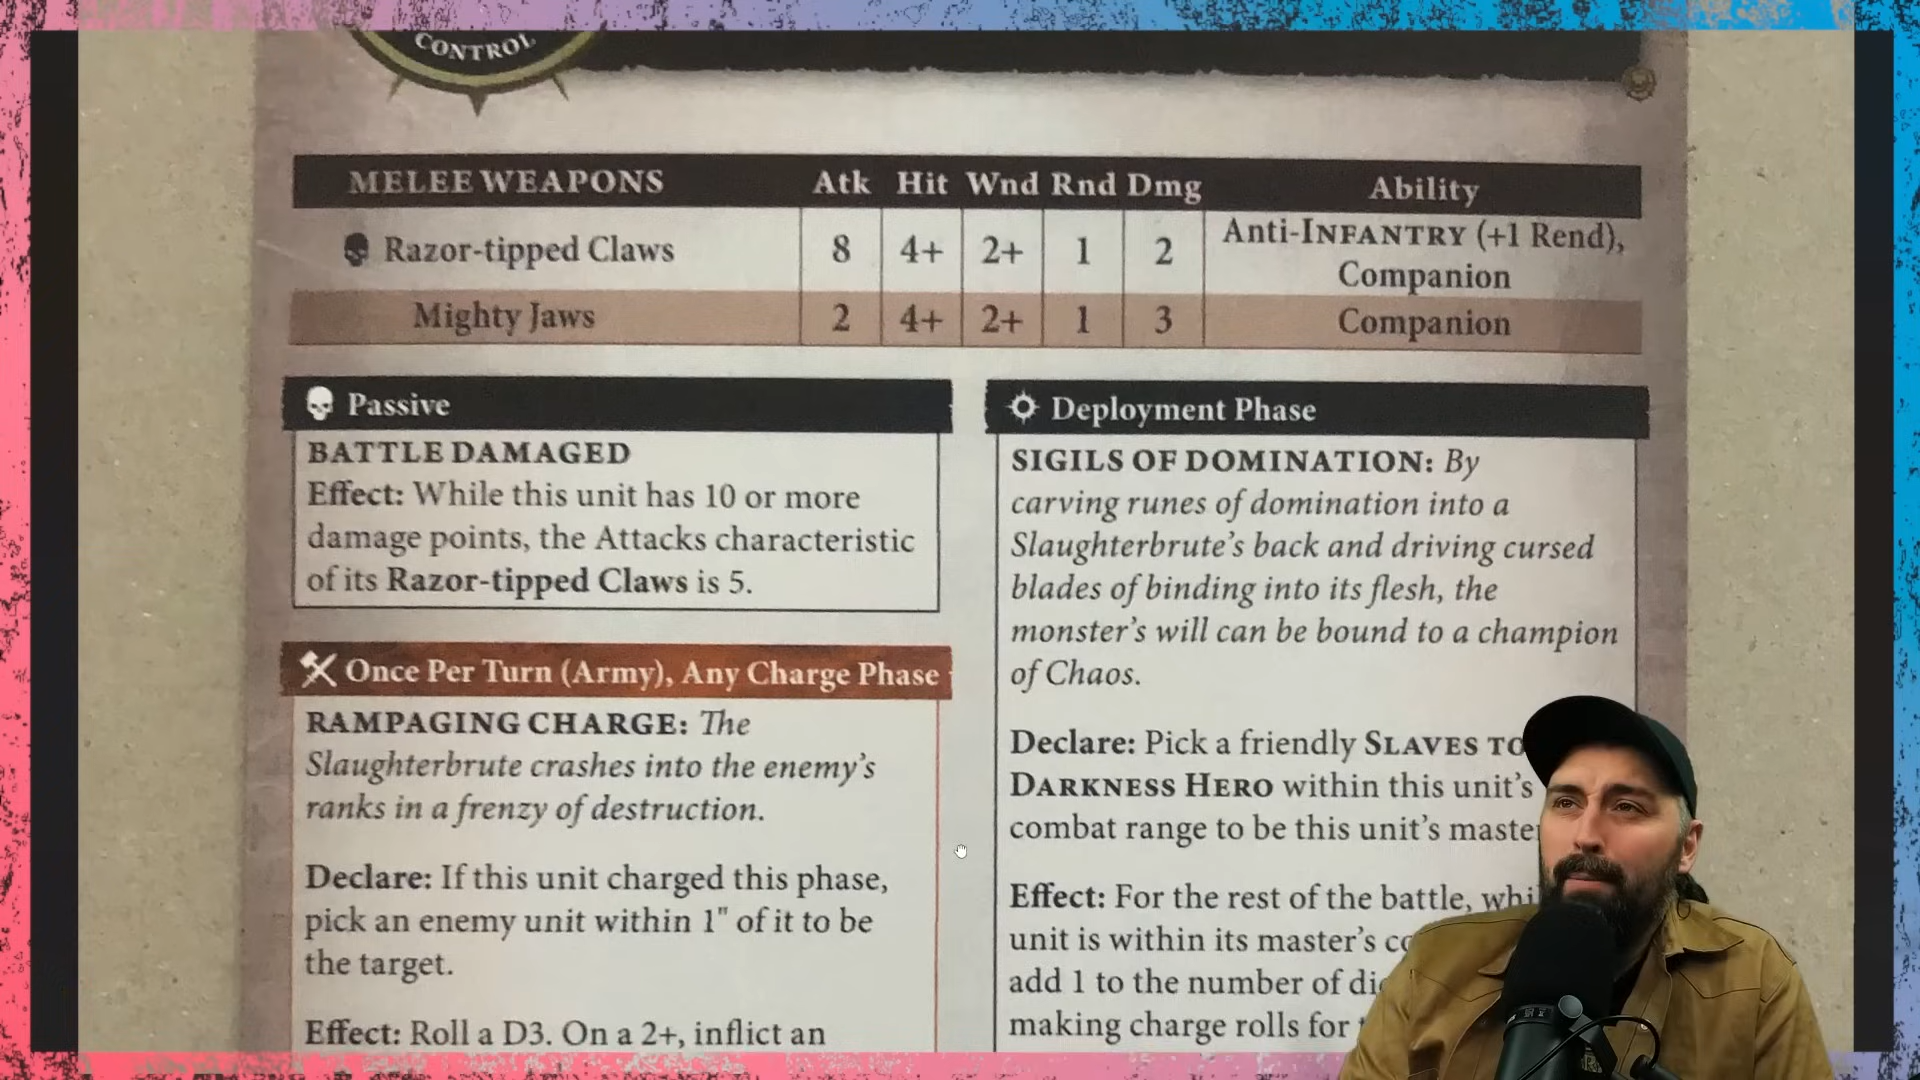 CONTROL
MELEE WEAPONS Atk Hit Wnd Rnd Dmg Ability
Razor-tipped Claws 8 4+ 2+ 1 2 Anti-INFANTRY (+1 Rend),
Companion
Mighty Jaws 2 4+ 2+ 1 3 Companion
Passive
BATTLE DAMAGED
Effect: While this unit has 10 or more
damage points, the Attacks characteristic
of its Razor-tipped Claws is 5.
Once Per Turn (Army), Any Charge Phase
RAMPAGING CHARGE: The
Slaughterbrute crashes into the enemy's
ranks in a frenzy of destruction.
Declare: If this unit charged this phase,
pick an enemy unit within 1" of it to be
the target.
Effect: Roll a D3. On a 2+, inflict an
Deployment Phase
SIGILS OF DOMINATION: By
carving runes of domination into a
Slaughterbrute's back and driving cursed
blades of binding into its flesh, the
monster's will can be bound to a champion
of Chaos.
Declare: Pick a friendly SLAVES TO
DARKNESS HERO within this unit's
combat range to be this unit's master
Effect: For the rest of the battle,
unit is within its master's
add 1 to the number of
making charge rolls for